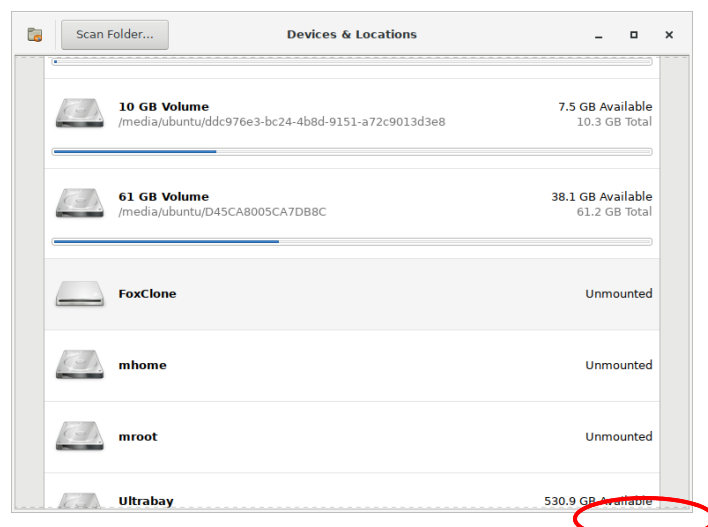 Scan Folder...
Devices & Locations
10 GB Volume
7.5 GB Available
/media/ubuntu/ddc976e3-bc24-4b8d-9151-a72c9013d3e8
10.3 GB Total
61 GB Volume
38.1 GB Available
/media/ubuntu/D45CA8005CA7DB8C
61.2 GB Total
FoxClone
Unmounted
mhome
Unmounted
mroot
Unmounted
Ultrabay
530.9 GB Available